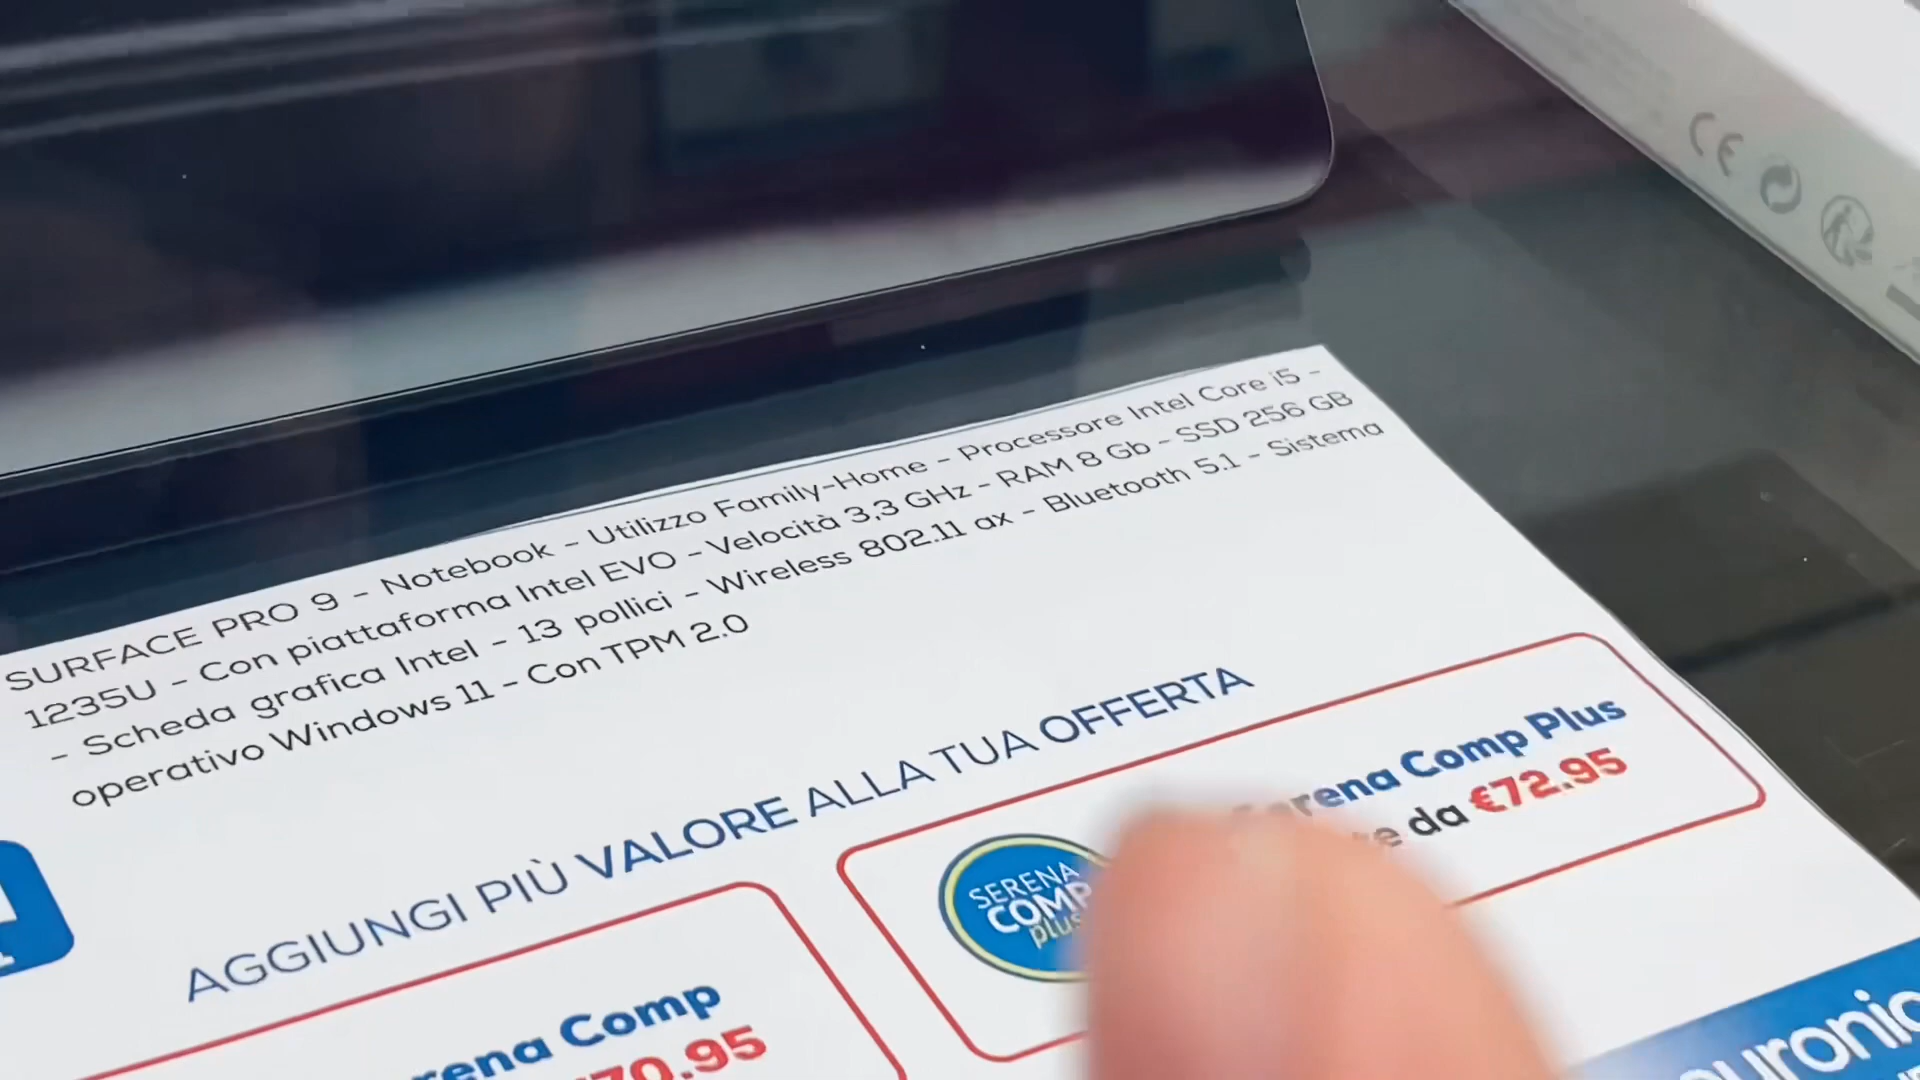 SURFACE PRO 9 - Notebook - Utilizzo Family-Home - Processore Intel Core i5 -
1235U - Con piattaforma Intel EVO - Velocità 3,3 GHz - RAM 8 Gb - SSD 256 GB
- Scheda grafica Intel - 13 pollici - Wireless 802.11 ax - Bluetooth 5.1 - Sistema
operativo Windows 11 - Con TPM 2.0
AGGIUNGI PIÙ VALORE ALLA TUA OFFERTA
SERENA
COMP
plus
Serena Comp Plus
da €72.95
Comp
70.95
CE